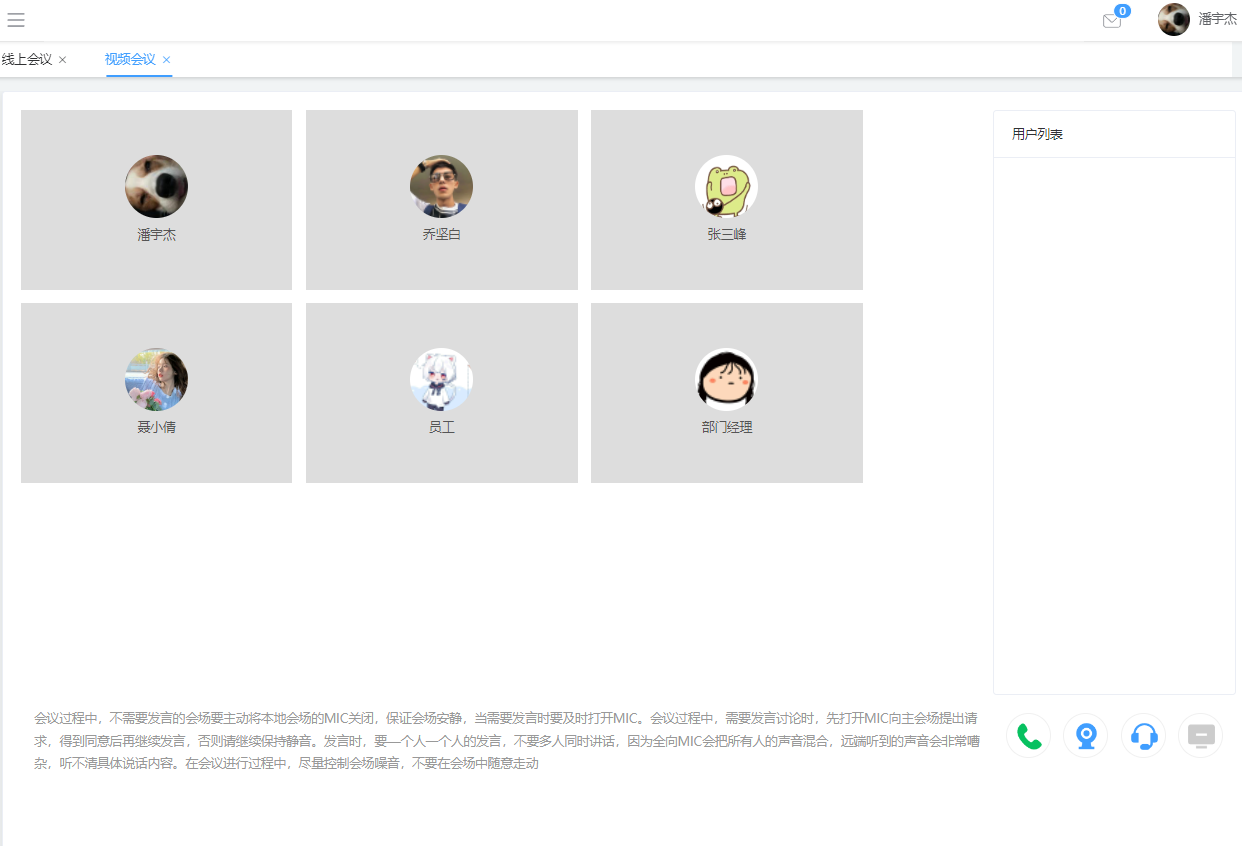 0
潘宇杰
线上会议 ×
视频会议 ×
用户列表
潘宇杰
乔坚白
张三峰
聂小倩
员工
部门经理
会议过程中，不需要发言的会场要主动将本地会场的MIC关闭，保证会场安静，当需要发言时要及时打开MIC。会议过程中，需要发言讨论时，先打开MIC向主会场提出请
求，得到同意后再继续发言，否则请继续保持静音。发言时，要一个人一个人的发言，不要多人同时讲话，因为全向MIC会把所有人的声音混合，远端听到的声音会非常嘈
杂，听不清具体说话内容。在会议进行过程中，尽量控制会场噪音，不要在会场中随意走动